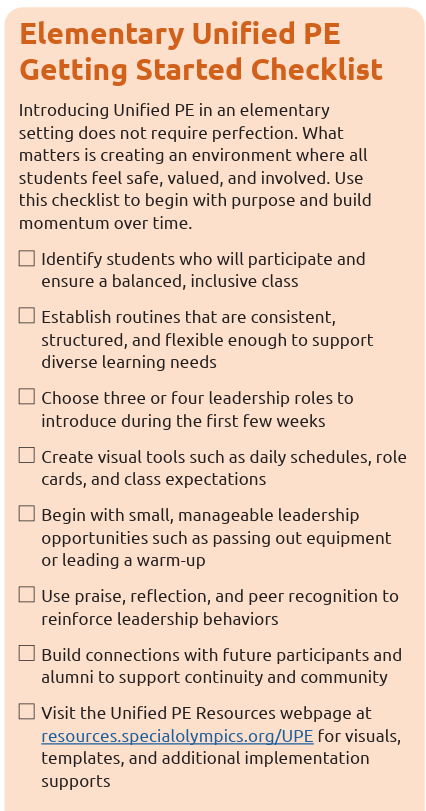 Elementary Unified PE
Getting Started Checklist
Introducing Unified PE in an elementary
setting does not require perfection. What
matters is creating an environment where all
students feel safe, valued, and involved. Use
this checklist to begin with purpose and build
momentum over time.
Identify students who will participate and
ensure a balanced, inclusive class
Establish routines that are consistent,
structured, and flexible enough to support
diverse learning needs
Choose three or four leadership roles to
introduce during the first few weeks
Create visual tools such as daily schedules, role
cards, and class expectations
Begin with small, manageable leadership
opportunities such as passing out equipment
or leading a warm-up
Use praise, reflection, and peer recognition to
reinforce leadership behaviors
Build connections with future participants and
alumni to support continuity and community
Visit the Unified PE Resources webpage at
resources.specialolympics.org/UPE for visuals,
templates, and additional implementation
supports